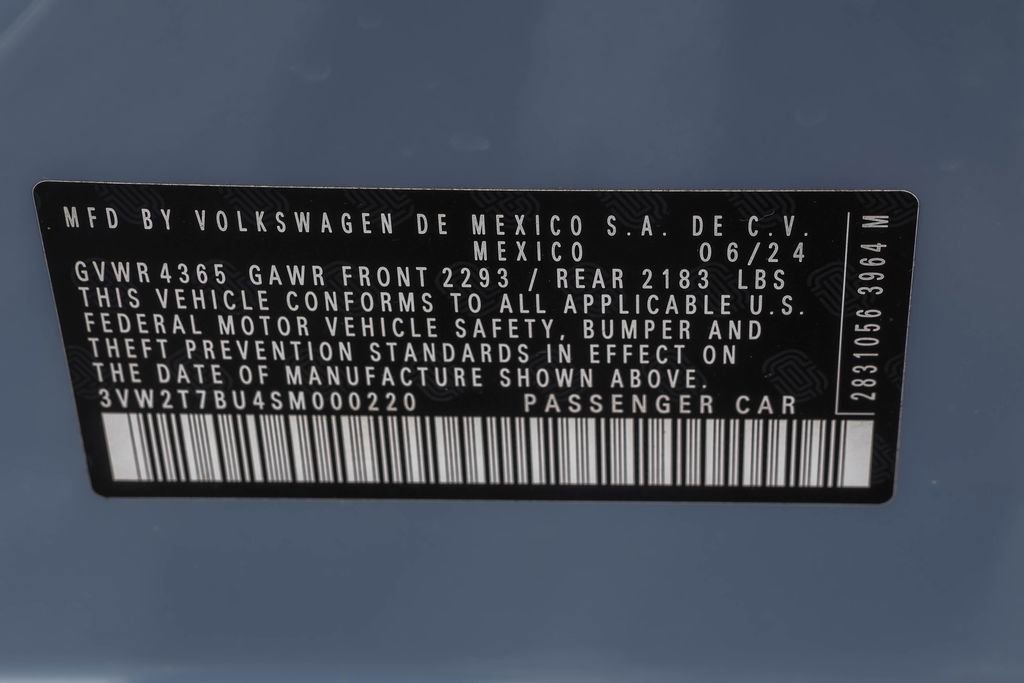 MFD BY VOLKSWAGEN DE MEXICO S.A. DE C.V.
MEXICO 06/24
GVWR 4365 GAWR FRONT 2293 / REAR 2183 LBS
THIS VEHICLE CONFORMS TO ALL APPLICABLE U.S.
FEDERAL MOTOR VEHICLE SAFETY, BUMPER AND
THEFT PREVENTION STANDARDS IN EFFECT ON
THE DATE OF MANUFACTURE SHOWN ABOVE.
3VW2T7BU4SM000220 PASSENGER CAR
2831056 3964 M